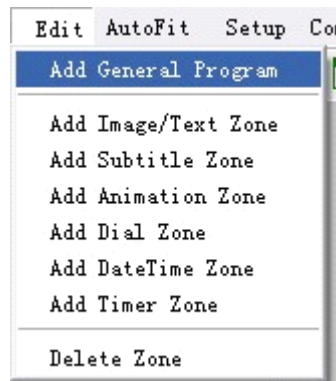 Edit AutoFit Setup
Add General Program
Add Image/Text Zone
Add Subtitle Zone
Add Animation Zone
Add Dial Zone
Add DateTime Zone
Add Timer Zone
Delete Zone